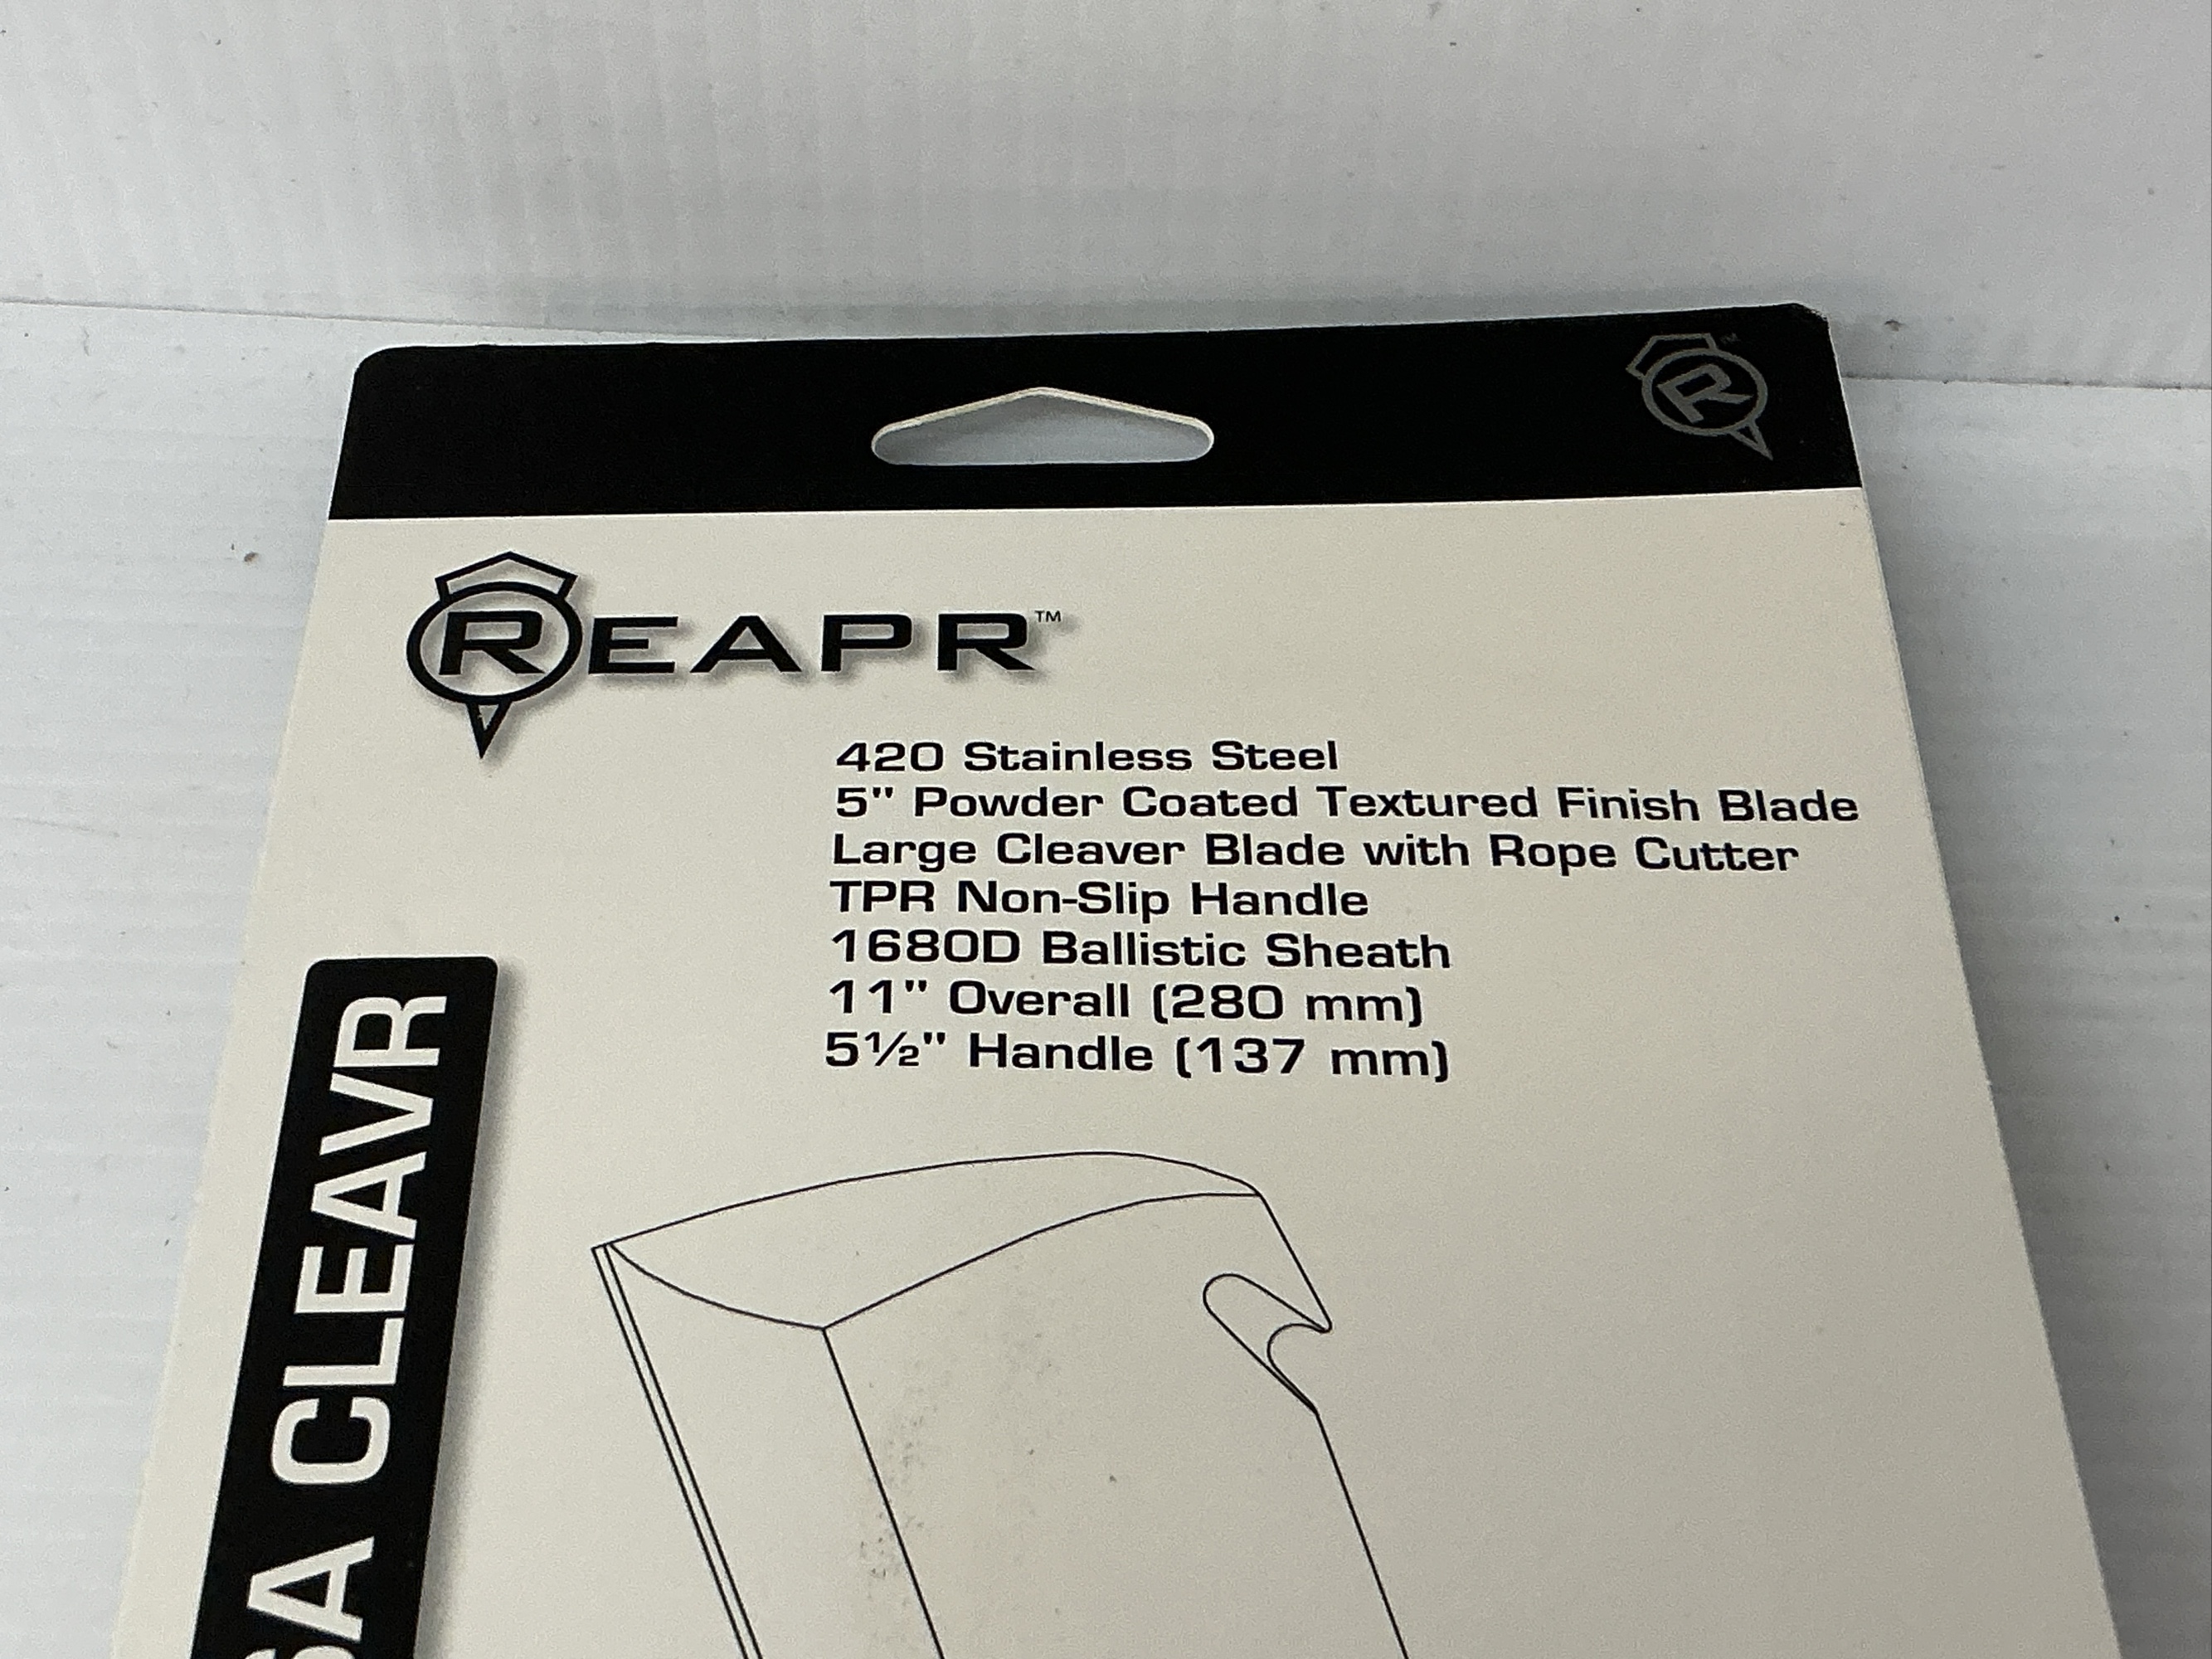 R
REAPR™
420 Stainless Steel
5" Powder Coated Textured Finish Blade
Large Cleaver Blade with Rope Cutter
TPR Non-Slip Handle
1680D Ballistic Sheath
11" Overall (280 mm)
5½" Handle (137 mm)
SA CLEAVR